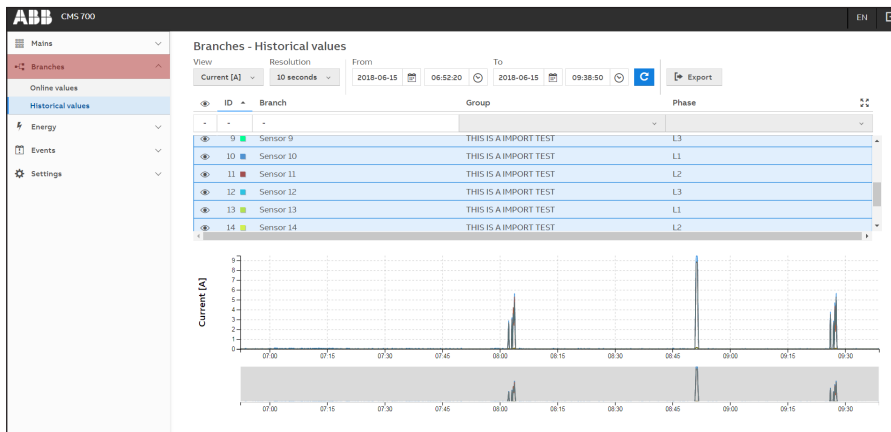 ABB CMS 700 EN
Mains
Branches
Online values
Historical values
Energy
Events
Settings
Branches - Historical values
View Resolution From To
Current [A] 10 seconds 2018-06-15 06:52:20 2018-06-15 09:38:50 Export
ID Branch Group Phase
- - -
9 Sensor 9 THIS IS A IMPORT TEST L3
10 Sensor 10 THIS IS A IMPORT TEST L1
11 Sensor 11 THIS IS A IMPORT TEST L2
12 Sensor 12 THIS IS A IMPORT TEST L3
13 Sensor 13 THIS IS A IMPORT TEST L1
14 Sensor 14 THIS IS A IMPORT TEST L2
Current [A]
9
8
7
6
5
4
3
2
1
0
07:00 07:15 07:30 07:45 08:00 08:15 08:30 08:45 09:00 09:15 09:30
07:00 07:15 07:30 07:45 08:00 08:15 08:30 08:45 09:00 09:15 09:30